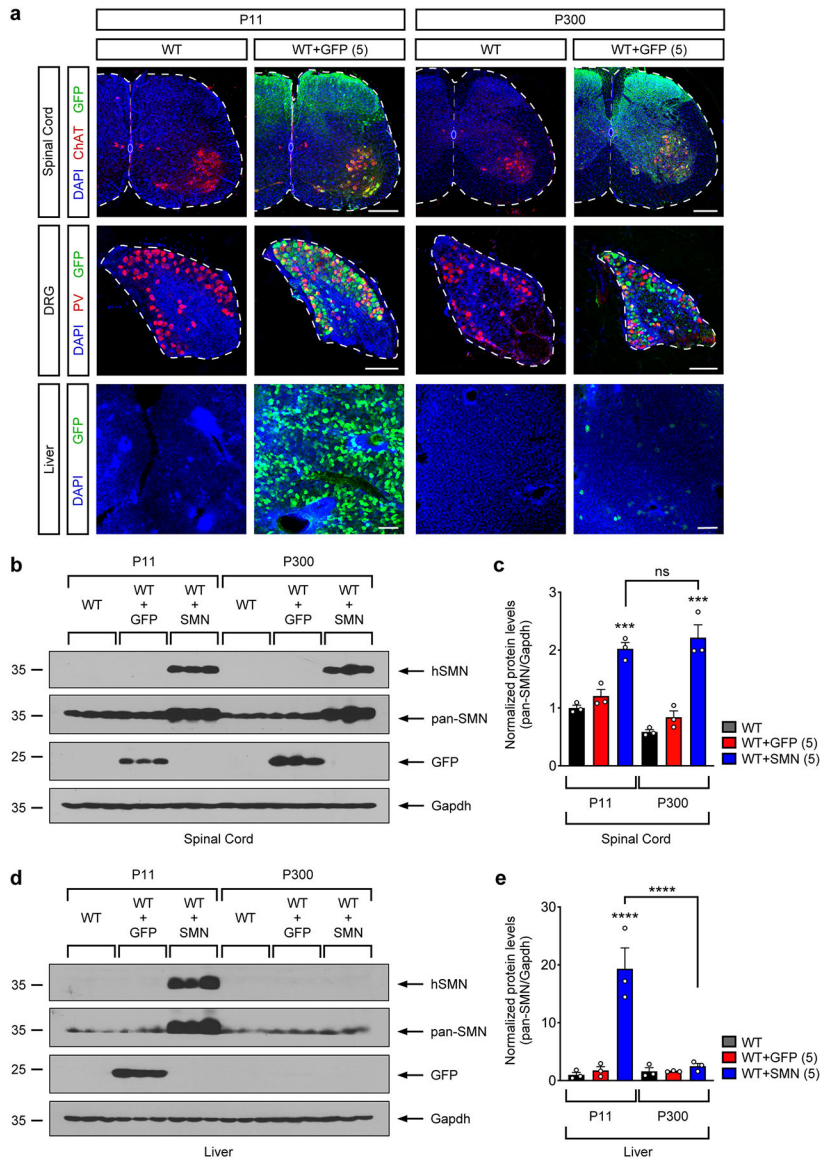 a
P11
P300
WT
WT+GFP (5)
WT
WT+GFP (5)
Spinal Cord
DAPI ChAT GFP
DRG
DAPI PV GFP
Liver
DAPI GFP
b
P11
P300
WT
WT + GFP
WT + SMN
WT
WT + GFP
WT + SMN
35
hSMN
35
pan-SMN
25
GFP
35
Gapdh
Spinal Cord
c
ns
***
***
Normalized protein levels
(pan-SMN/Gapdh)
3
2
1
0
WT
WT+GFP (5)
WT+SMN (5)
P11
P300
Spinal Cord
d
P11
P300
WT
WT + GFP
WT + SMN
WT
WT + GFP
WT + SMN
35
hSMN
35
pan-SMN
25
GFP
35
Gapdh
Liver
e
****
****
Normalized protein levels
(pan-SMN/Gapdh)
30
20
10
0
WT
WT+GFP (5)
WT+SMN (5)
P11
P300
Liver